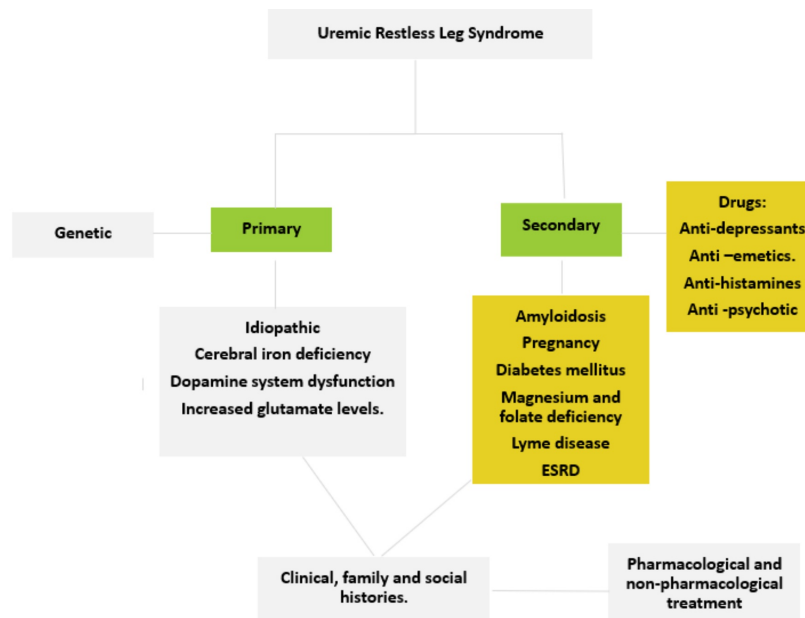 Uremic Restless Leg Syndrome
Genetic
Primary
Secondary
Drugs:
Anti-depressants
Anti –emetics.
Anti-histamines
Anti -psychotic
Idiopathic
Cerebral iron deficiency
Dopamine system dysfunction
Increased glutamate levels.
Amyloidosis
Pregnancy
Diabetes mellitus
Magnesium and
folate deficiency
Lyme disease
ESRD
Clinical, family and social
histories.
Pharmacological and
non-pharmacological
treatment